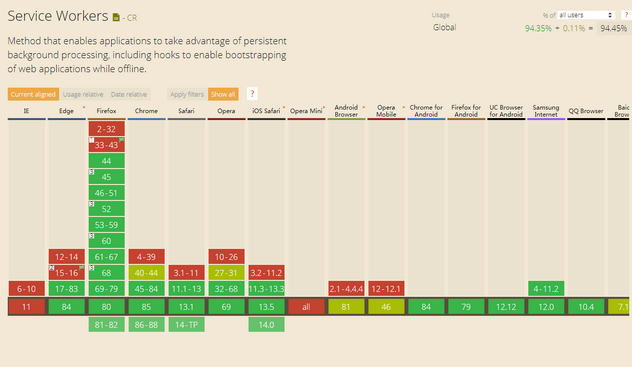 Service Workers - CR
Usage % of all users ?
Global 94.35% + 0.11% = 94.45%
Method that enables applications to take advantage of persistent
background processing, including hooks to enable bootstrapping
of web applications while offline.
Current aligned Usage relative Date relative Apply filters Show all ?
IE Edge Firefox Chrome Safari Opera iOS Safari Opera Mini Android Browser Opera Mobile Chrome for Android Firefox for Android UC Browser for Android Samsung Internet QQ Browser
2-32
33-43
44
45
46-51
52
53-59
60
12-14 61-67 4-39 10-26
15-16 68 40-44 3.1-11 27-31 3.2-11.2
6-10 17-83 69-79 45-84 11.1-13 32-68 11.3-13.3 2.1-4.4.4 12-12.1 4-11.2
11 84 80 85 13.1 69 13.5 all 81 46 84 79 12.12 12.0 10.4
81-82 86-88 14-TP 14.0